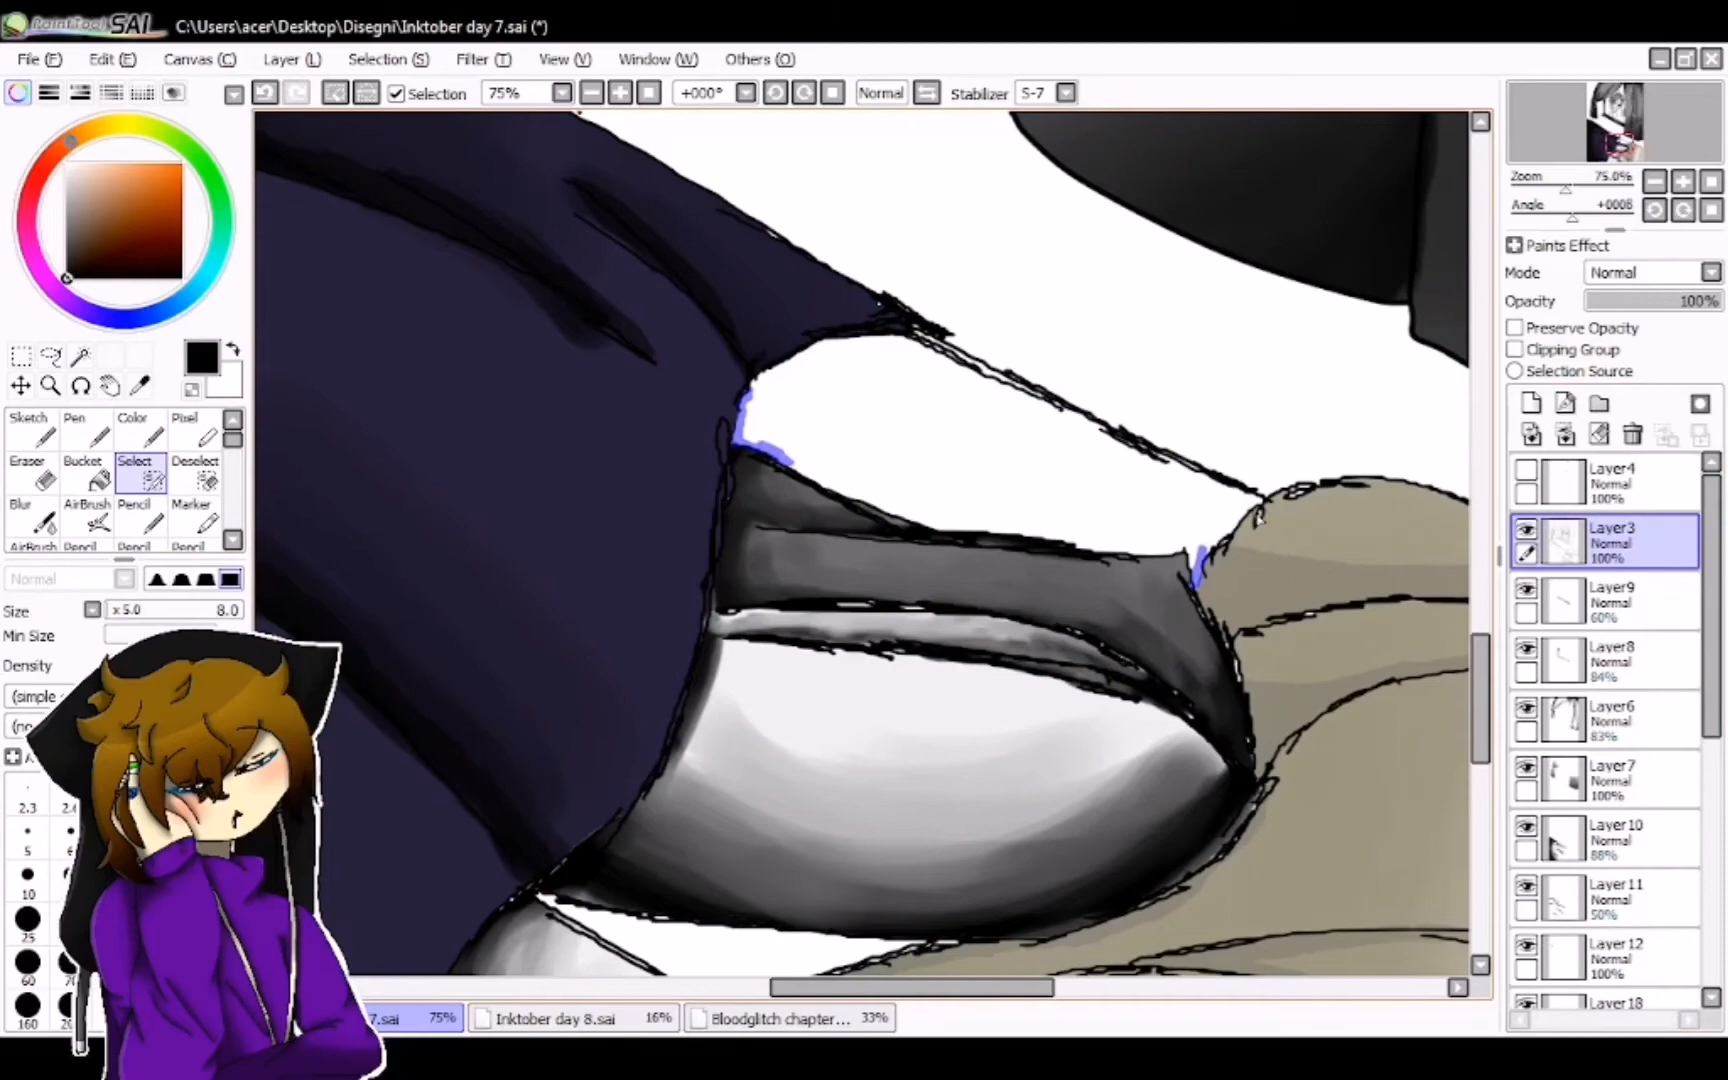 PaintTool SAI C:\Users\acer\Desktop\Disegni\Inktober day 7.sai (*)
File (F) Edit (E) Canvas (C) Layer (L) Selection (S) Filter (T) View (V) Window (W) Others (O)
Selection 75% +000° Normal Stabilizer S-7
Zoom 75.0%
Angle +0008
Paints Effect
Mode Normal
Opacity 100%
Preserve Opacity
Clipping Group
Selection Source
Sketch Pen Color Pixel
Eraser Bucket Select Deselect
Blur AirBrush Pencil Marker
AirBrush Pencil Pencil Pencil
Normal
Size x 5.0 8.0
Min Size
Density
(simple
2.3
5
10
25
60
160
Layer4
Normal
100%
Layer3
Normal
100%
Layer9
Normal
60%
Layer8
Normal
84%
Layer6
Normal
83%
Layer7
Normal
100%
Layer10
Normal
88%
Layer11
Normal
50%
Layer12
Normal
100%
Layer18
7.sai 75% Inktober day 8.sai 16% Bloodglitch chapter... 33%